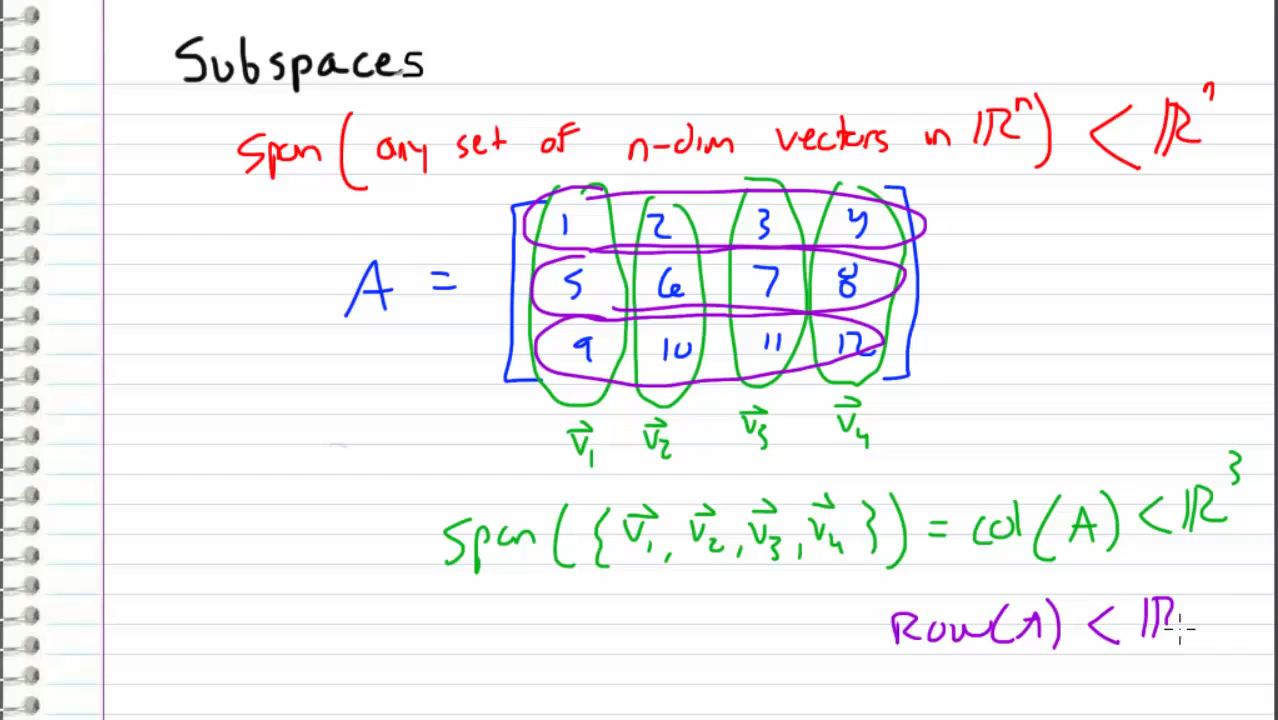 Subspaces
Span(any set of n-dim vectors in ℝⁿ) < ℝⁿ
A = [1 2 3 4
5 6 7 8
9 10 11 12]
v⃗₁ v⃗₂ v⃗₃ v⃗₄
Span({v⃗₁, v⃗₂, v⃗₃, v⃗₄}) = col(A) < ℝ³
Row(A) < ℝ